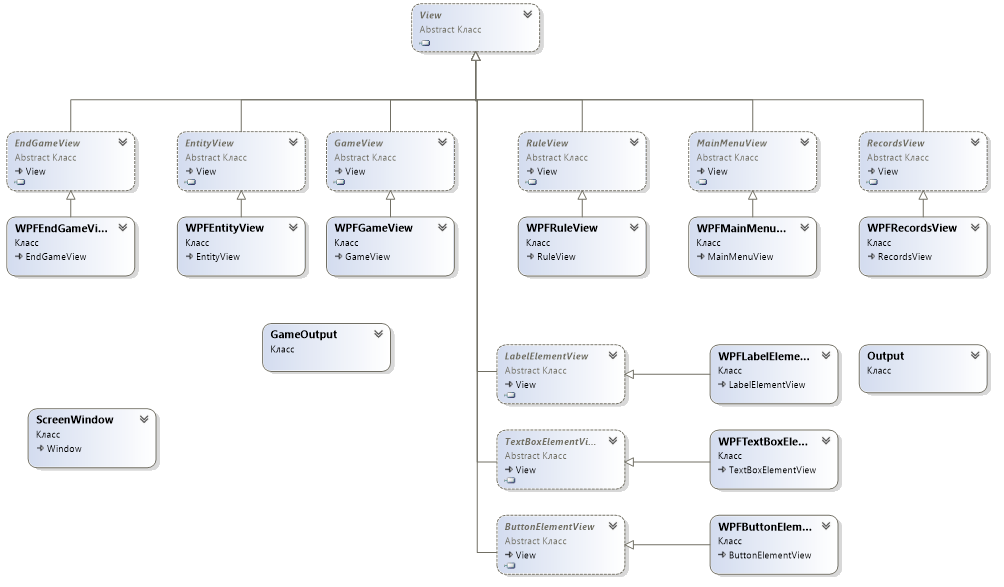 View
Abstract Класс
EndGameView
Abstract Класс
View
EntityView
Abstract Класс
View
GameView
Abstract Класс
View
RuleView
Abstract Класс
View
MainMenuView
Abstract Класс
View
RecordsView
Abstract Класс
View
WPFEndGameVi...
Класс
EndGameView
WPFEntityView
Класс
EntityView
WPFGameView
Класс
GameView
WPFRuleView
Класс
RuleView
WPFMainMenu...
Класс
MainMenuView
WPFRecordsView
Класс
RecordsView
GameOutput
Класс
LabelElementView
Abstract Класс
View
WPFLabelEleme...
Класс
LabelElementView
Output
Класс
ScreenWindow
Класс
Window
TextBoxElementVi...
Abstract Класс
View
WPFTextBoxEle...
Класс
TextBoxElementView
ButtonElementView
Abstract Класс
View
WPFButtonElem...
Класс
ButtonElementView